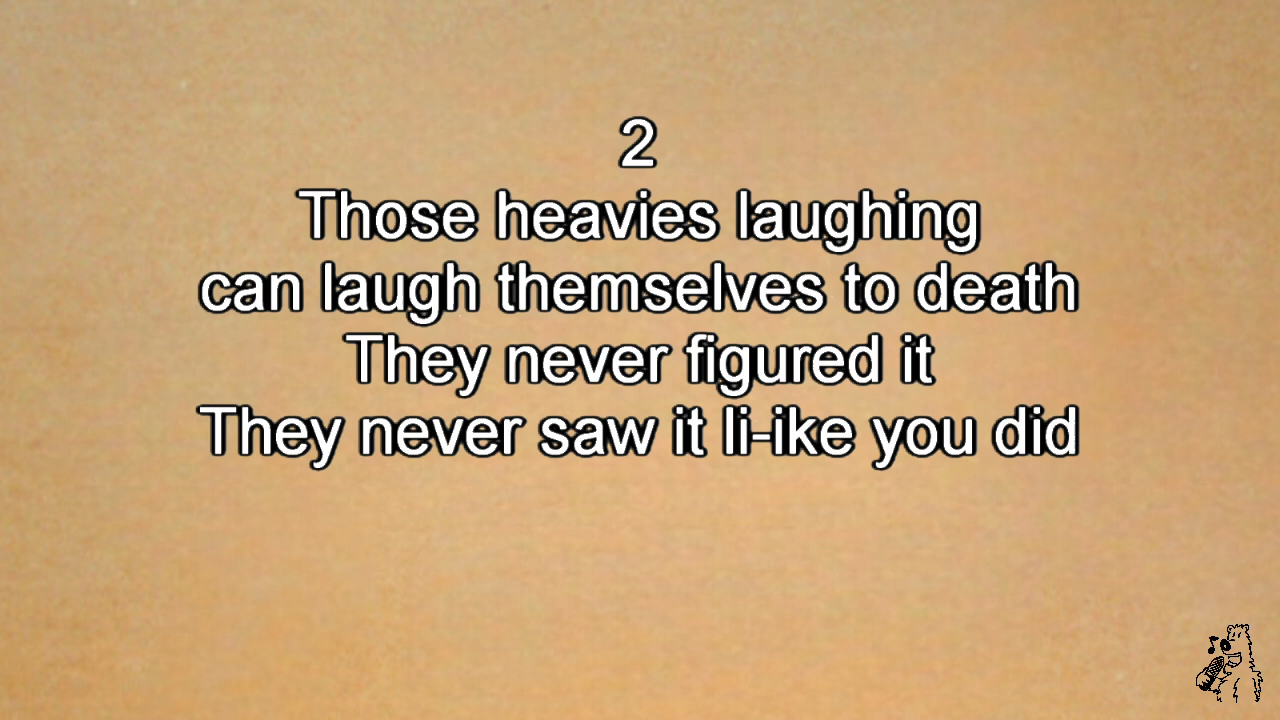 2
Those heavies laughing
can laugh themselves to death
They never figured it
They never saw it li-ike you did